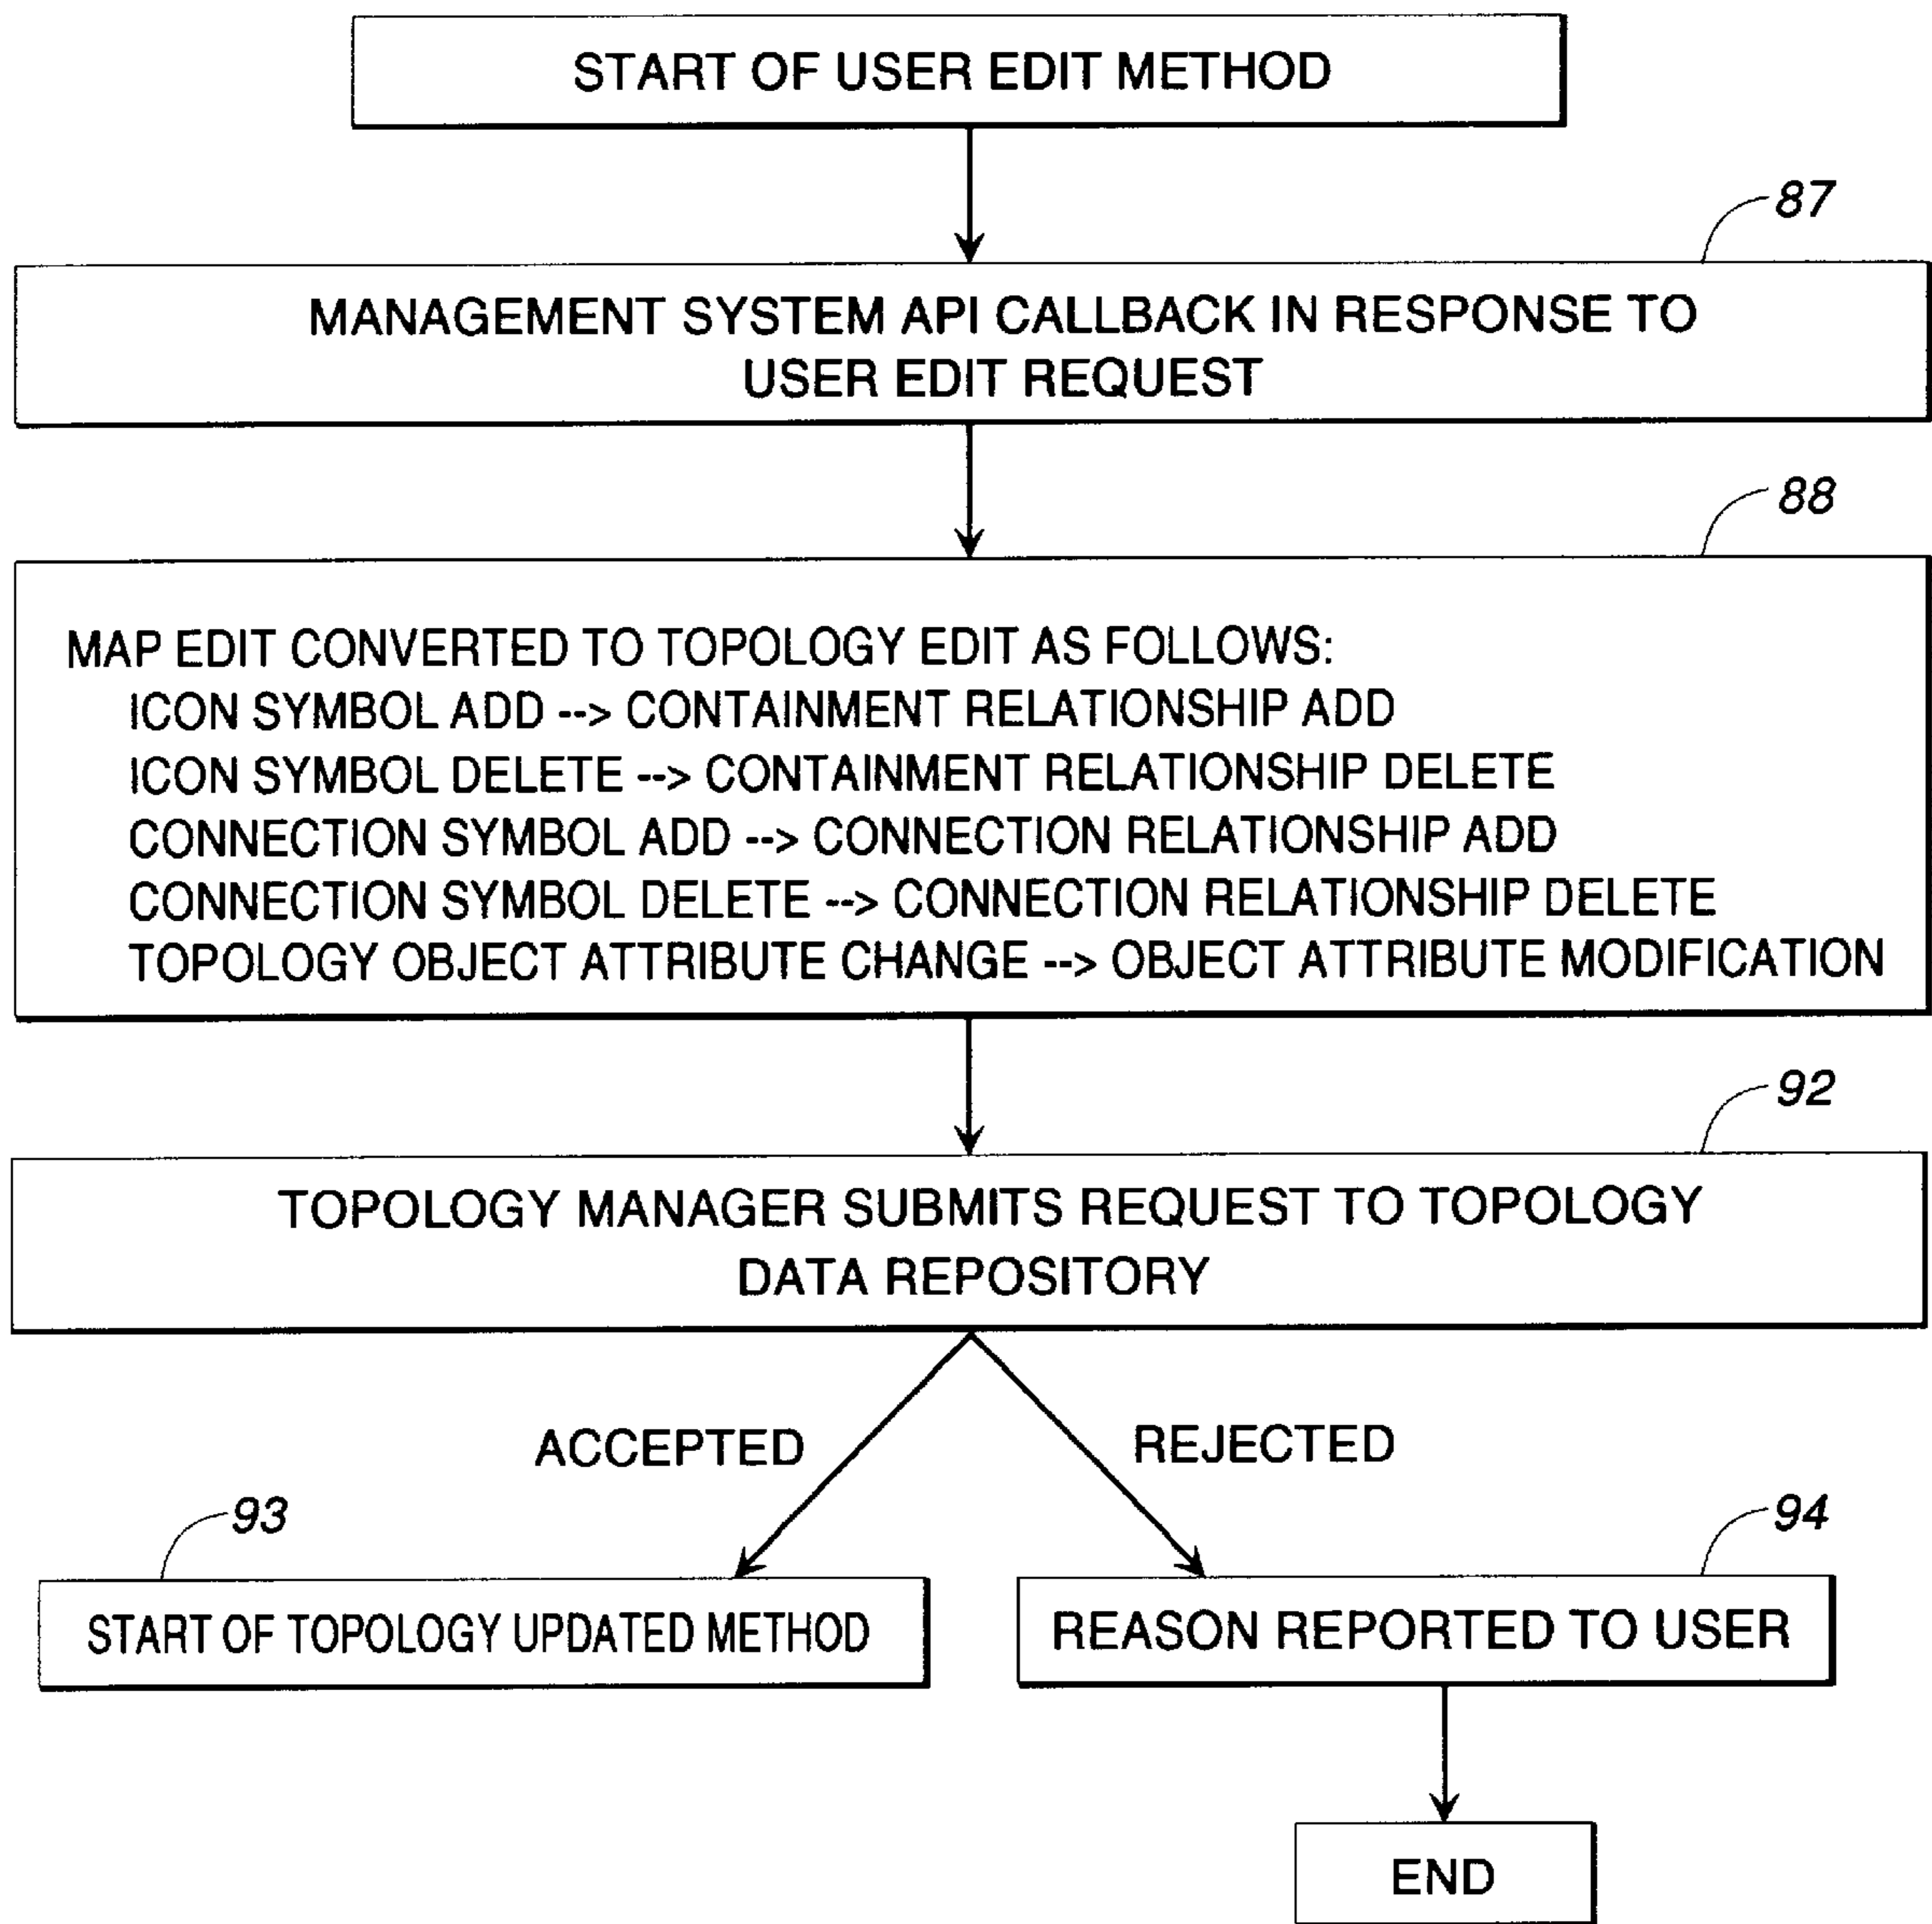 START OF USER EDIT METHOD
87
MANAGEMENT SYSTEM API CALLBACK IN RESPONSE TO
USER EDIT REQUEST
88
MAP EDIT CONVERTED TO TOPOLOGY EDIT AS FOLLOWS:
ICON SYMBOL ADD --> CONTAINMENT RELATIONSHIP ADD
ICON SYMBOL DELETE --> CONTAINMENT RELATIONSHIP DELETE
CONNECTION SYMBOL ADD --> CONNECTION RELATIONSHIP ADD
CONNECTION SYMBOL DELETE --> CONNECTION RELATIONSHIP DELETE
TOPOLOGY OBJECT ATTRIBUTE CHANGE --> OBJECT ATTRIBUTE MODIFICATION
92
TOPOLOGY MANAGER SUBMITS REQUEST TO TOPOLOGY
DATA REPOSITORY
ACCEPTED
REJECTED
93
94
START OF TOPOLOGY UPDATED METHOD
REASON REPORTED TO USER
END